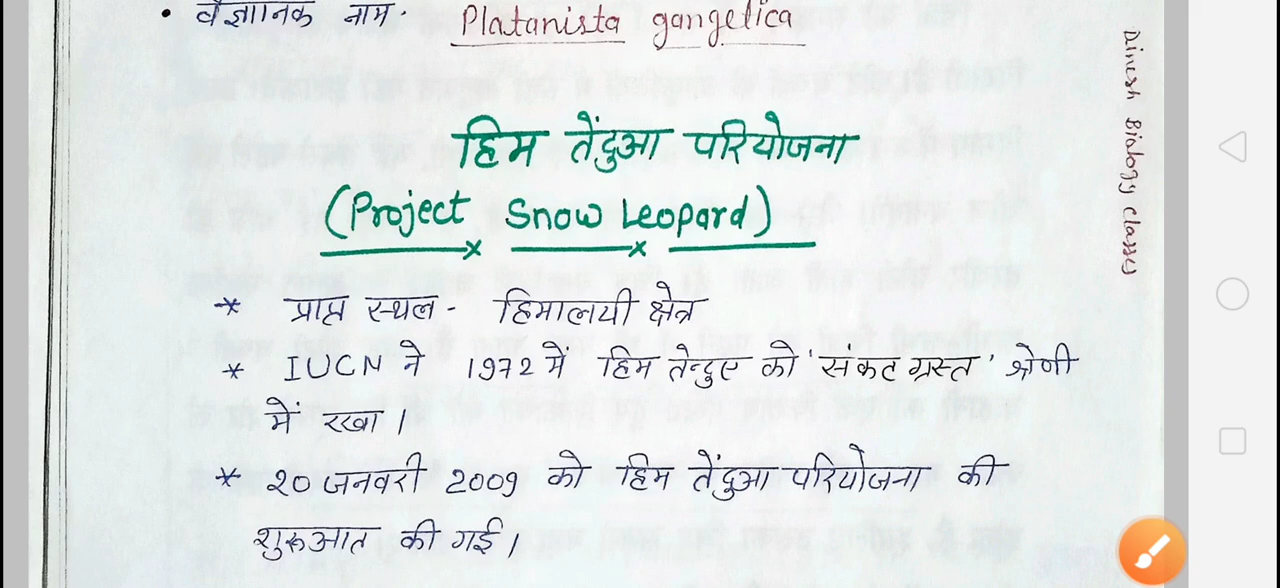 • वैज्ञानिक नाम- Platanista gangetica
हिम तेंदुआ परियोजना
(Project Snow Leopard)
* प्राप्त स्थल - हिमालयी क्षेत्र
* IUCN ने 1972 में हिम तेन्दुए को 'संकट ग्रस्त' श्रेणी
में रखा।
* 20 जनवरी 2009 को हिम तेंदुआ परियोजना की
शुरुआत की गई।
Dinesh Biology Classes